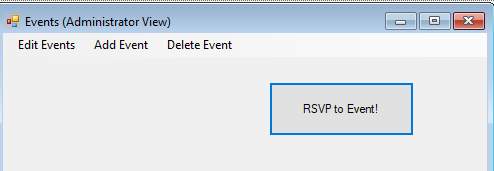 Events (Administrator View)
Edit Events Add Event Delete Event
RSVP to Event!